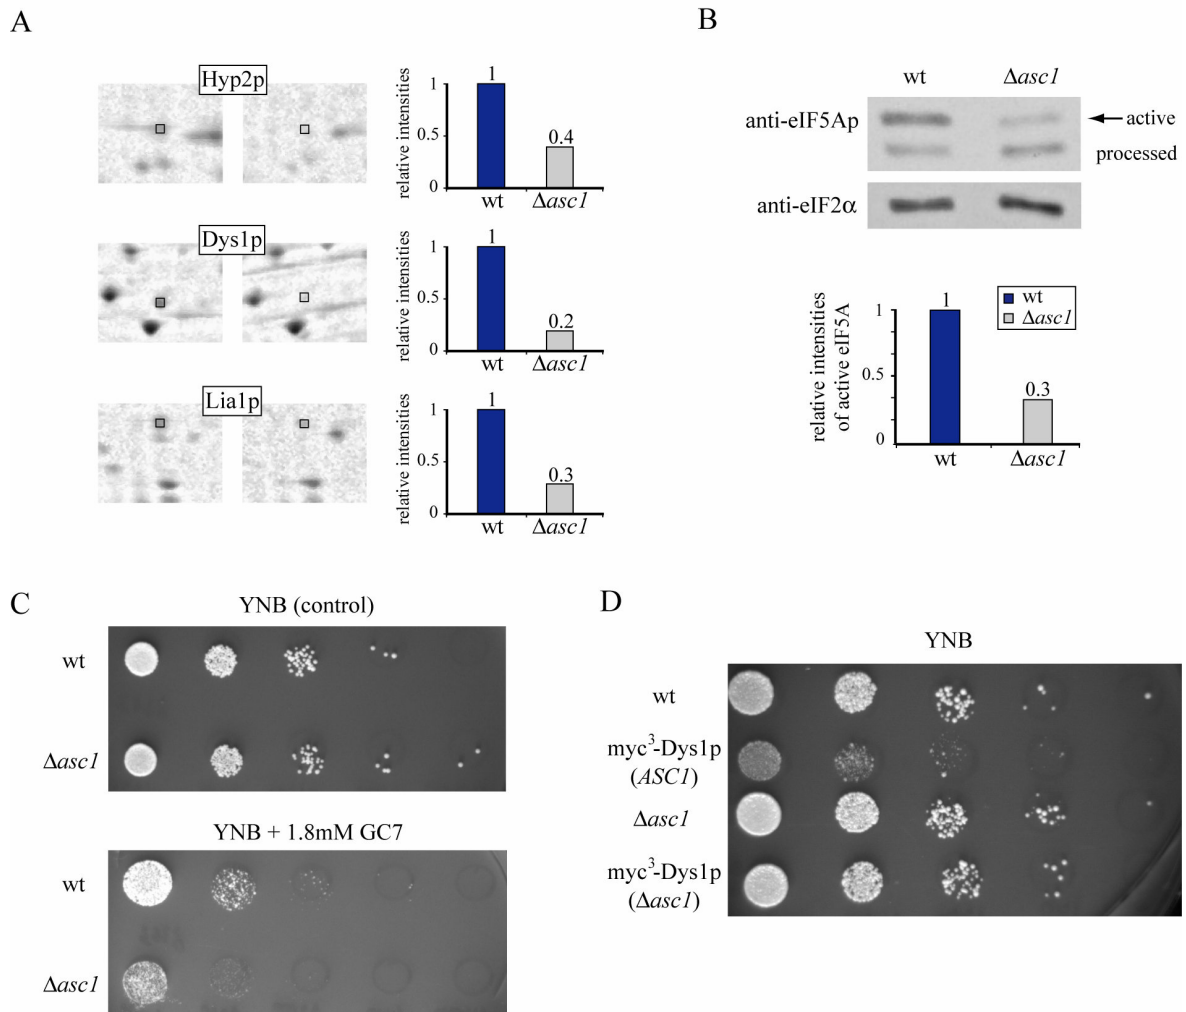 A
Hyp2p
relative intensities
1
0.5
0
1
0.4
wt
Δasc1
Dys1p
relative intensities
1
0.5
0
1
0.2
wt
Δasc1
Lia1p
relative intensities
1
0.5
0
1
0.3
wt
Δasc1
B
wt Δasc1
anti-eIF5Ap
active
processed
anti-eIF2α
relative intensities
of active eIF5A
1
0.5
0
1
0.3
wt
Δasc1
wt
Δasc1
C
YNB (control)
wt
Δasc1
YNB + 1.8mM GC7
wt
Δasc1
D
YNB
wt
myc³-Dys1p
(ASC1)
Δasc1
myc³-Dys1p
(Δasc1)